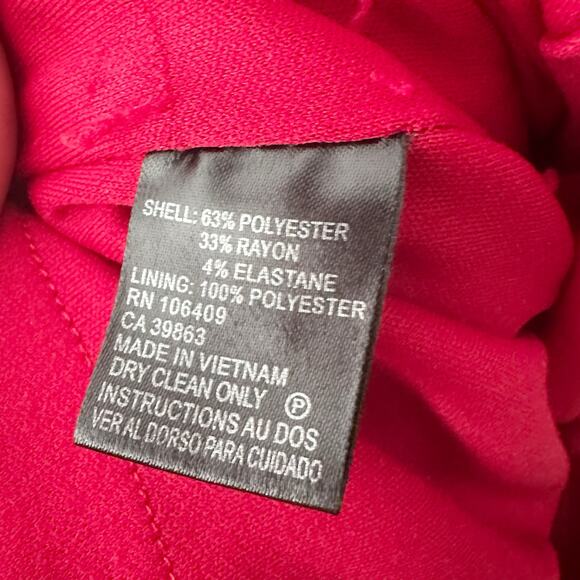 SHELL: 63% POLYESTER
33% RAYON
4% ELASTANE
LINING: 100% POLYESTER
RN 106409
CA 39863
MADE IN VIETNAM
DRY CLEAN ONLY Ⓟ
INSTRUCTIONS AU DOS
VER AL DORSO PARA CUIDADO